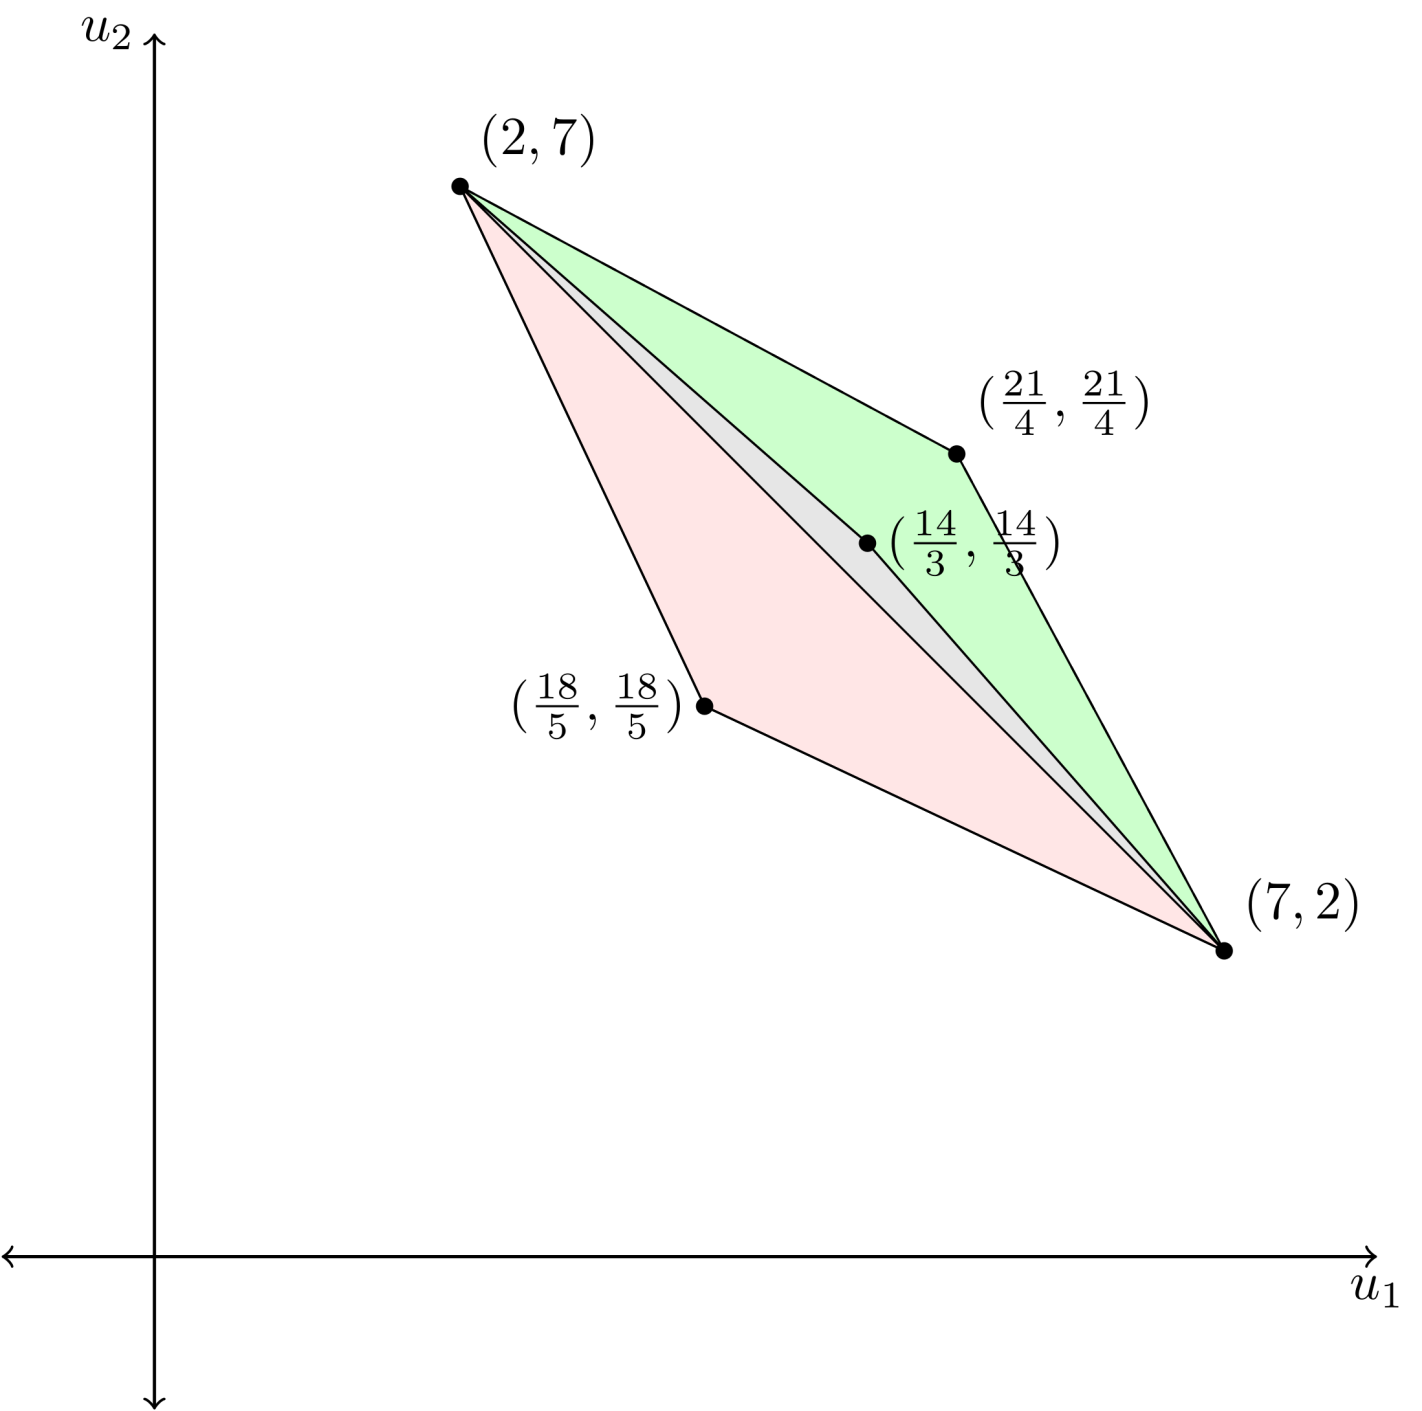 u₂
(2, 7)
(21/4, 21/4)
(14/3, 14/3)
(18/5, 18/5)
(7, 2)
u₁